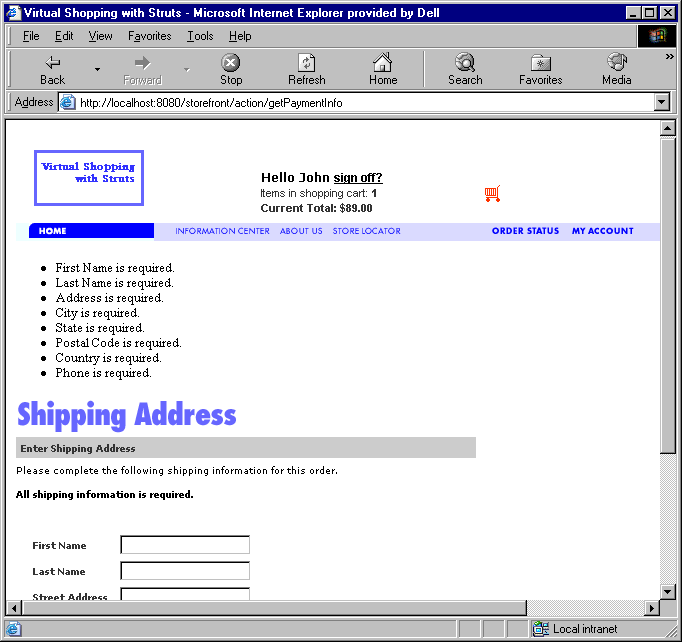 Virtual Shopping with Struts - Microsoft Internet Explorer provided by Dell
File Edit View Favorites Tools Help
Back Forward Stop Refresh Home Search Favorites Media »
Address http://localhost:8080/storefront/action/getPaymentInfo
Virtual Shopping
with Struts
Hello John sign off?
Items in shopping cart: 1
Current Total: $89.00
HOME INFORMATION CENTER ABOUT US STORE LOCATOR ORDER STATUS MY ACCOUNT
• First Name is required.
• Last Name is required.
• Address is required.
• City is required.
• State is required.
• Postal Code is required.
• Country is required.
• Phone is required.
Shipping Address
Enter Shipping Address
Please complete the following shipping information for this order.
All shipping information is required.
First Name
Last Name
Street Address
Local intranet